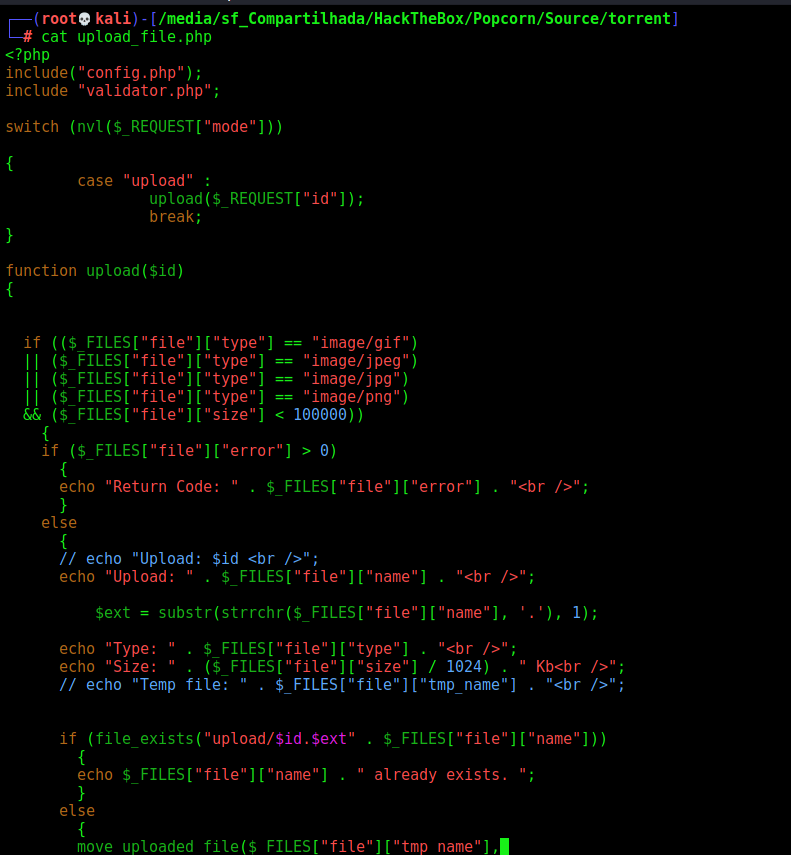 ┌──(root💀kali)-[/media/sf_Compartilhada/HackTheBox/Popcorn/Source/torrent]
└─# cat upload_file.php
<?php
include("config.php");
include "validator.php";

switch (nvl($_REQUEST["mode"]))

{
        case "upload" :
                upload($_REQUEST["id"]);
                break;
}

function upload($id)
{


  if (($_FILES["file"]["type"] == "image/gif")
  || ($_FILES["file"]["type"] == "image/jpeg")
  || ($_FILES["file"]["type"] == "image/jpg")
  || ($_FILES["file"]["type"] == "image/png")
  && ($_FILES["file"]["size"] < 100000))
    {
    if ($_FILES["file"]["error"] > 0)
      {
      echo "Return Code: " . $_FILES["file"]["error"] . "<br />";
      }
    else
      {
      // echo "Upload: $id <br />";
      echo "Upload: " . $_FILES["file"]["name"] . "<br />";

          $ext = substr(strrchr($_FILES["file"]["name"], '.'), 1);

      echo "Type: " . $_FILES["file"]["type"] . "<br />";
      echo "Size: " . ($_FILES["file"]["size"] / 1024) . " Kb<br />";
      // echo "Temp file: " . $_FILES["file"]["tmp_name"] . "<br />";


      if (file_exists("upload/$id.$ext" . $_FILES["file"]["name"]))
        {
        echo $_FILES["file"]["name"] . " already exists. ";
        }
      else
        {
        move_uploaded_file($_FILES["file"]["tmp_name"],